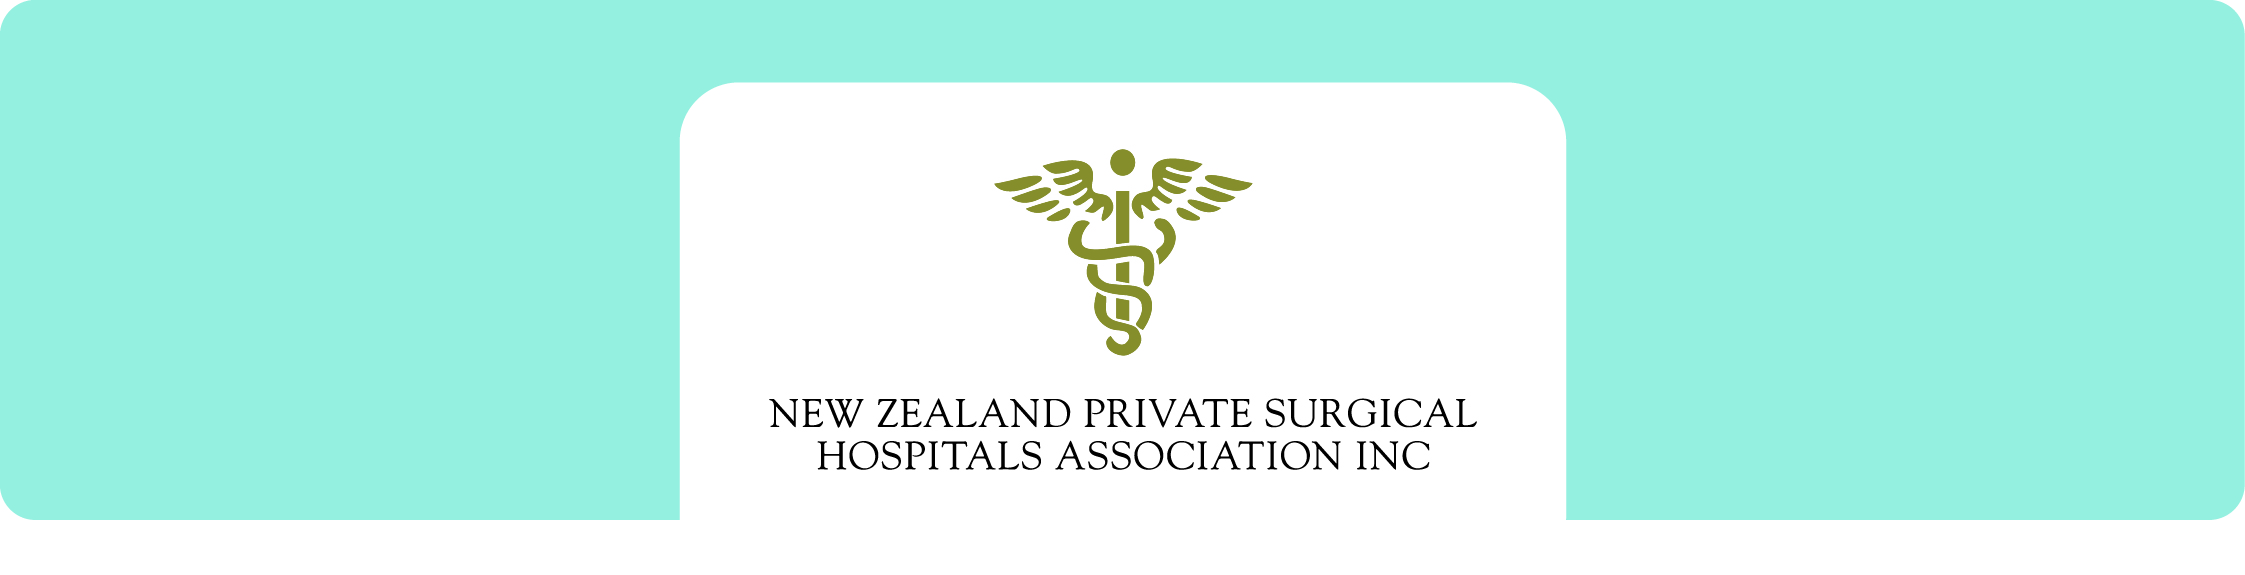 NEW ZEALAND PRIVATE SURGICAL
HOSPITALS ASSOCIATION INC